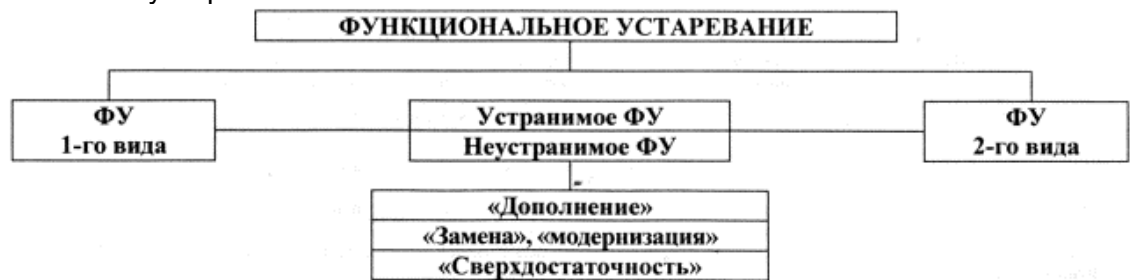 ФУНКЦИОНАЛЬНОЕ УСТАРЕВАНИЕ
ФУ
1-го вида
Устранимое ФУ
Неустранимое ФУ
ФУ
2-го вида
«Дополнение»
«Замена», «модернизация»
«Сверхдостаточность»